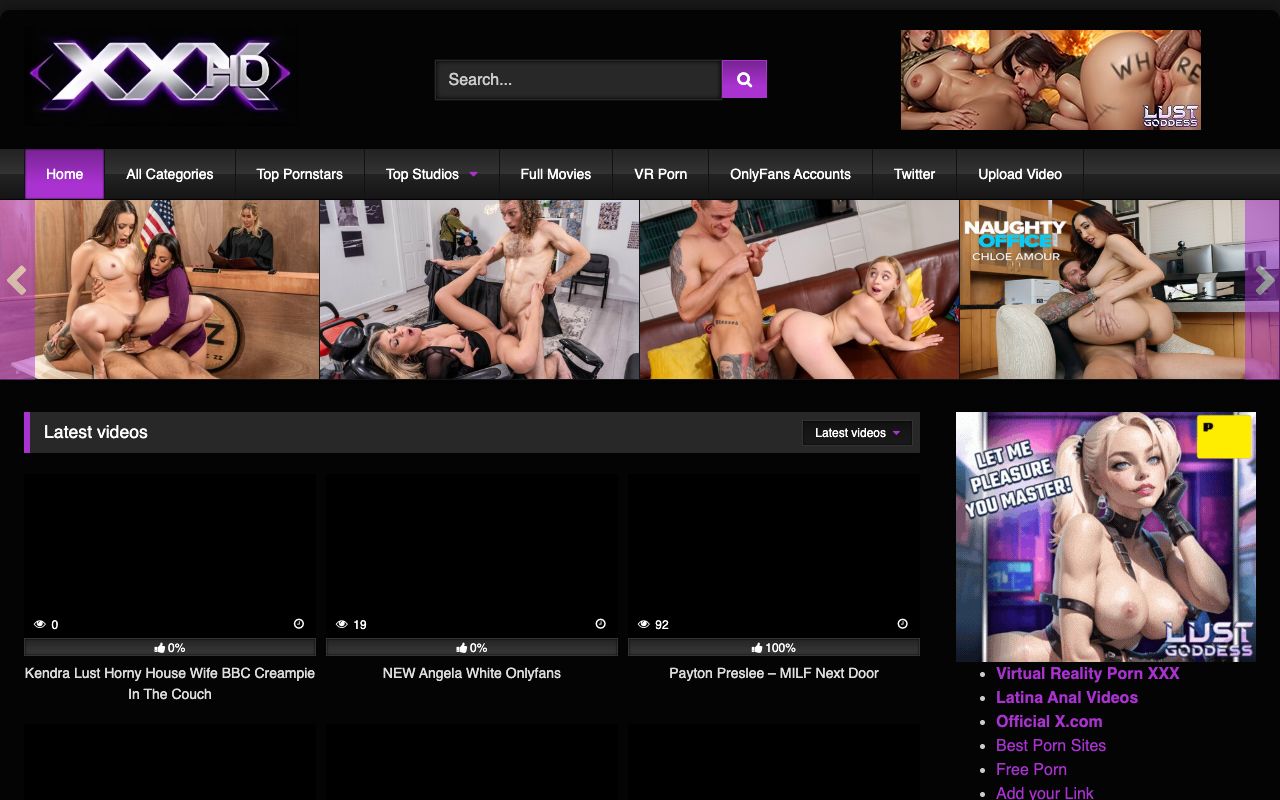 XXX HD
Search...
WHORE
LUST
GODDESS
Home
All Categories
Top Pornstars
Top Studios
Full Movies
VR Porn
OnlyFans Accounts
Twitter
Upload Video
NAUGHTY
OFFICE
CHLOE AMOUR
Latest videos
Latest videos
LET ME
PLEASURE
YOU MASTER!
P
LUST
GODDESS
0
19
92
0%
0%
100%
Kendra Lust Horny House Wife BBC Creampie
In The Couch
NEW Angela White Onlyfans
Payton Preslee – MILF Next Door
Virtual Reality Porn XXX
Latina Anal Videos
Official X.com
Best Porn Sites
Free Porn
Add your Link